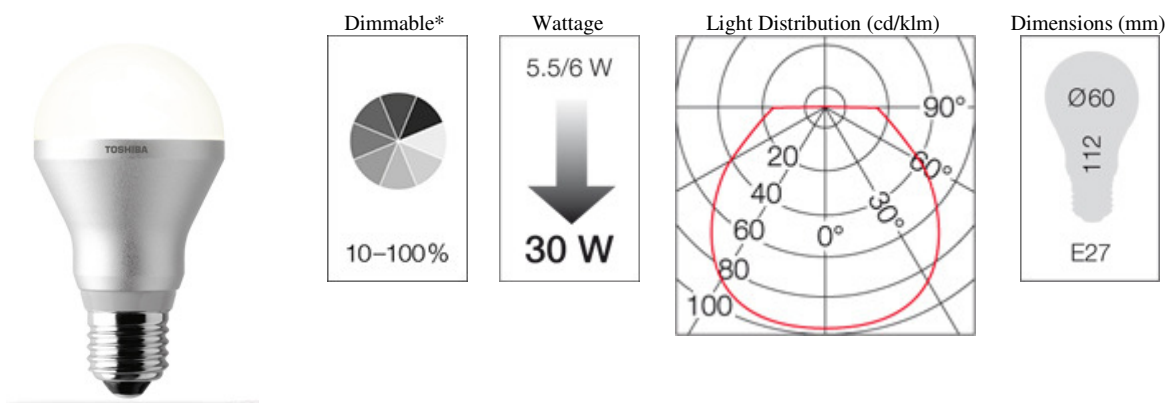 Dimmable*
Wattage
Light Distribution (cd/klm)
Dimensions (mm)
TOSHIBA
10–100%
5.5/6 W
30 W
90°
60°
30°
0°
20
40
60
80
100
Ø60
112
E27